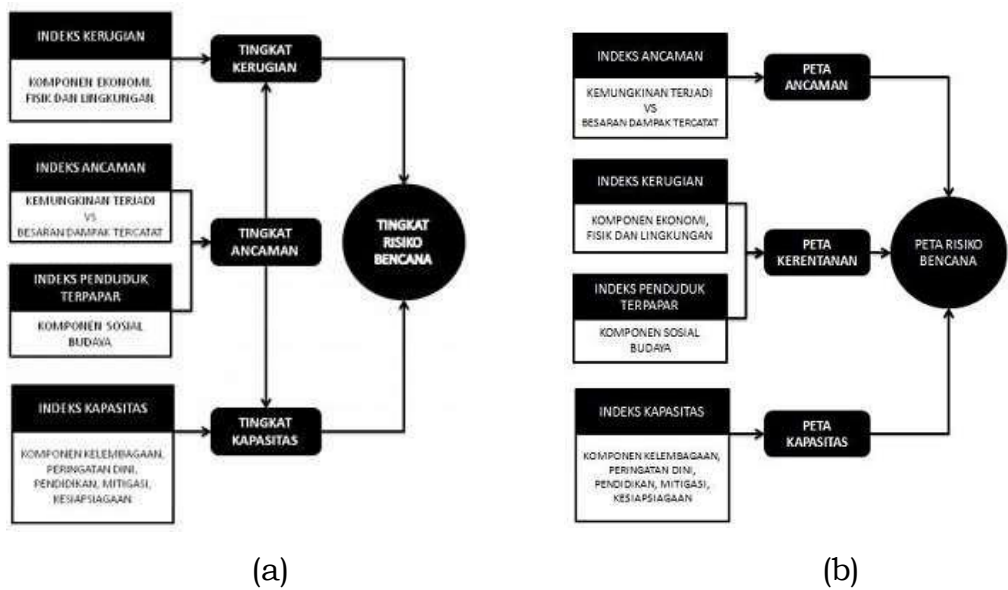 INDEKS KERUGIAN
KOMPONEN EKONOMI,
FISIK DAN LINGKUNGAN
TINGKAT
KERUGIAN
INDEKS ANCAMAN
KEMUNGKINAN TERJADI
VS
BESARAN DAMPAK TERCATAT
TINGKAT
ANCAMAN
INDEKS PENDUDUK
TERPAPAR
KOMPONEN SOSIAL
BUDAYA
INDEKS KAPASITAS
KOMPONEN KELEMBAGAAN,
PERINGATAN DINI,
PENDIDIKAN, MITIGASI,
KESIAPSIAGAAN
TINGKAT
KAPASITAS
TINGKAT
RISIKO
BENCANA
(a)
INDEKS ANCAMAN
KEMUNGKINAN TERJADI
VS
BESARAN DAMPAK TERCATAT
PETA
ANCAMAN
INDEKS KERUGIAN
KOMPONEN EKONOMI,
FISIK DAN LINGKUNGAN
PETA
KERENTANAN
INDEKS PENDUDUK
TERPAPAR
KOMPONEN SOSIAL
BUDAYA
INDEKS KAPASITAS
KOMPONEN KELEMBAGAAN,
PERINGATAN DINI,
PENDIDIKAN, MITIGASI,
KESIAPSIAGAAN
PETA
KAPASITAS
PETA RISIKO
BENCANA
(b)